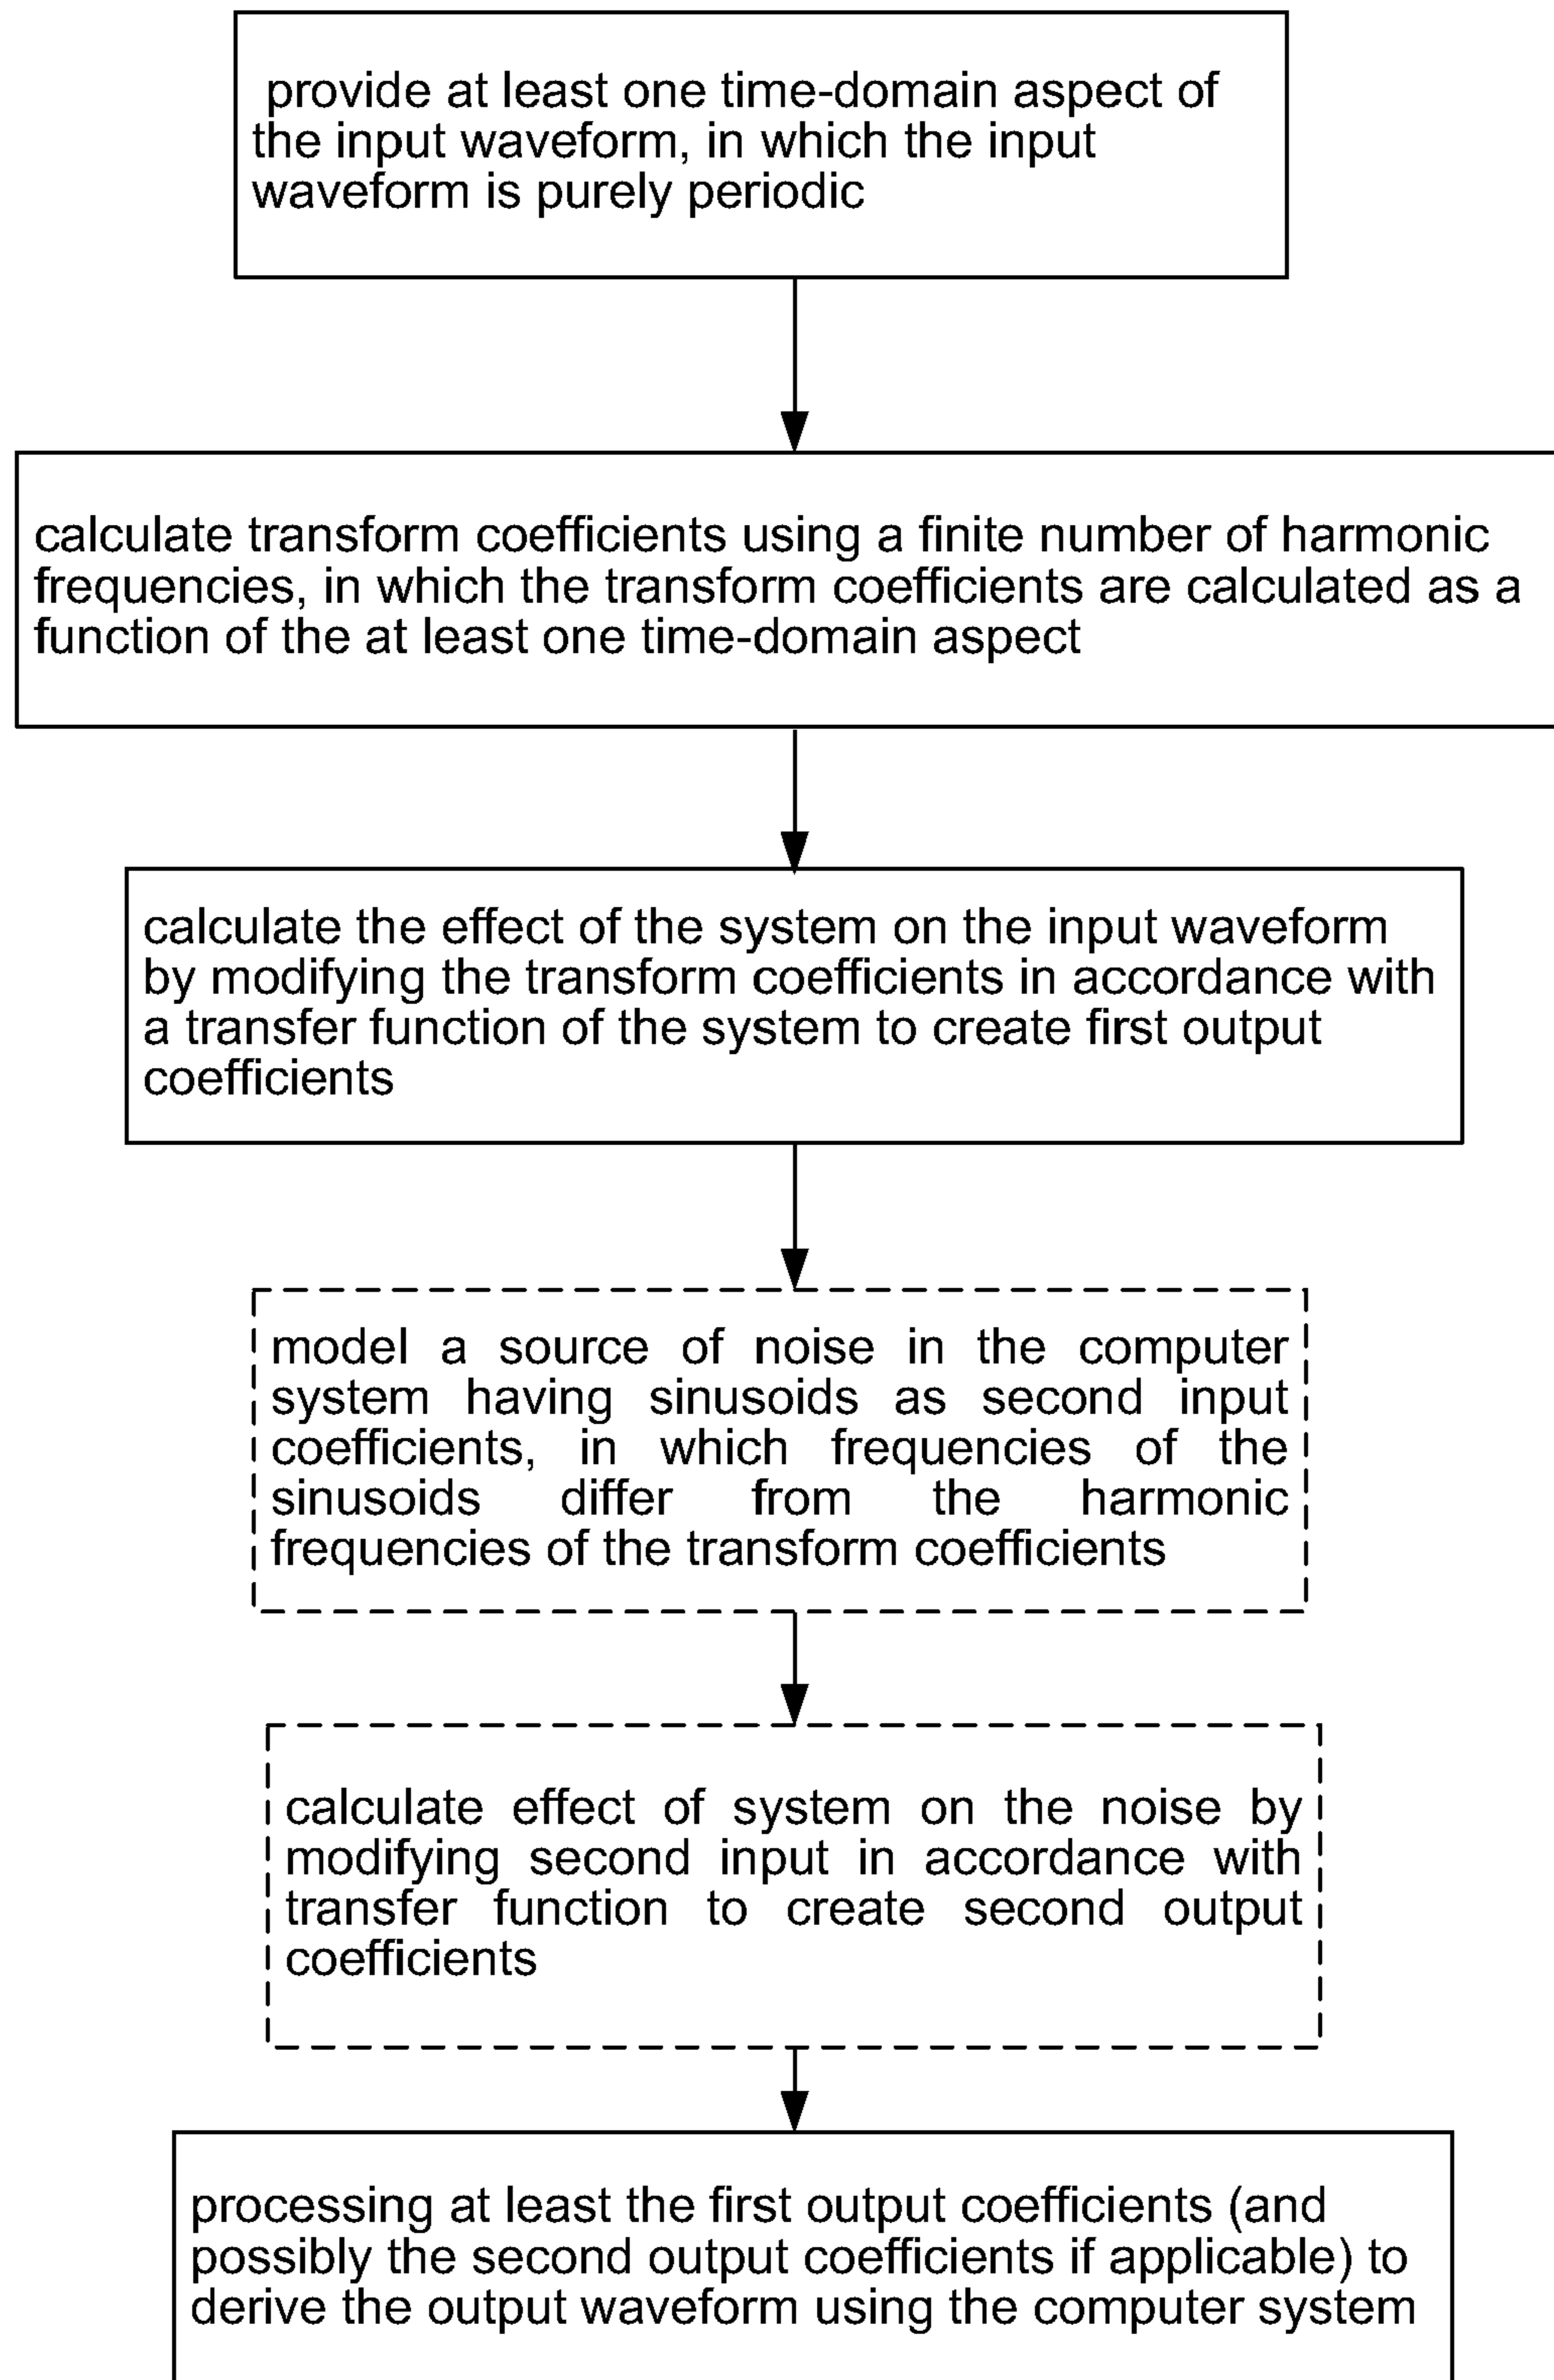 provide at least one time-domain aspect of
the input waveform, in which the input
waveform is purely periodic
calculate transform coefficients using a finite number of harmonic
frequencies, in which the transform coefficients are calculated as a
function of the at least one time-domain aspect
calculate the effect of the system on the input waveform
by modifying the transform coefficients in accordance with
a transfer function of the system to create first output
coefficients
model a source of noise in the computer
system having sinusoids as second input
coefficients, in which frequencies of the
sinusoids differ from the harmonic
frequencies of the transform coefficients
calculate effect of system on the noise by
modifying second input in accordance with
transfer function to create second output
coefficients
processing at least the first output coefficients (and
possibly the second output coefficients if applicable) to
derive the output waveform using the computer system